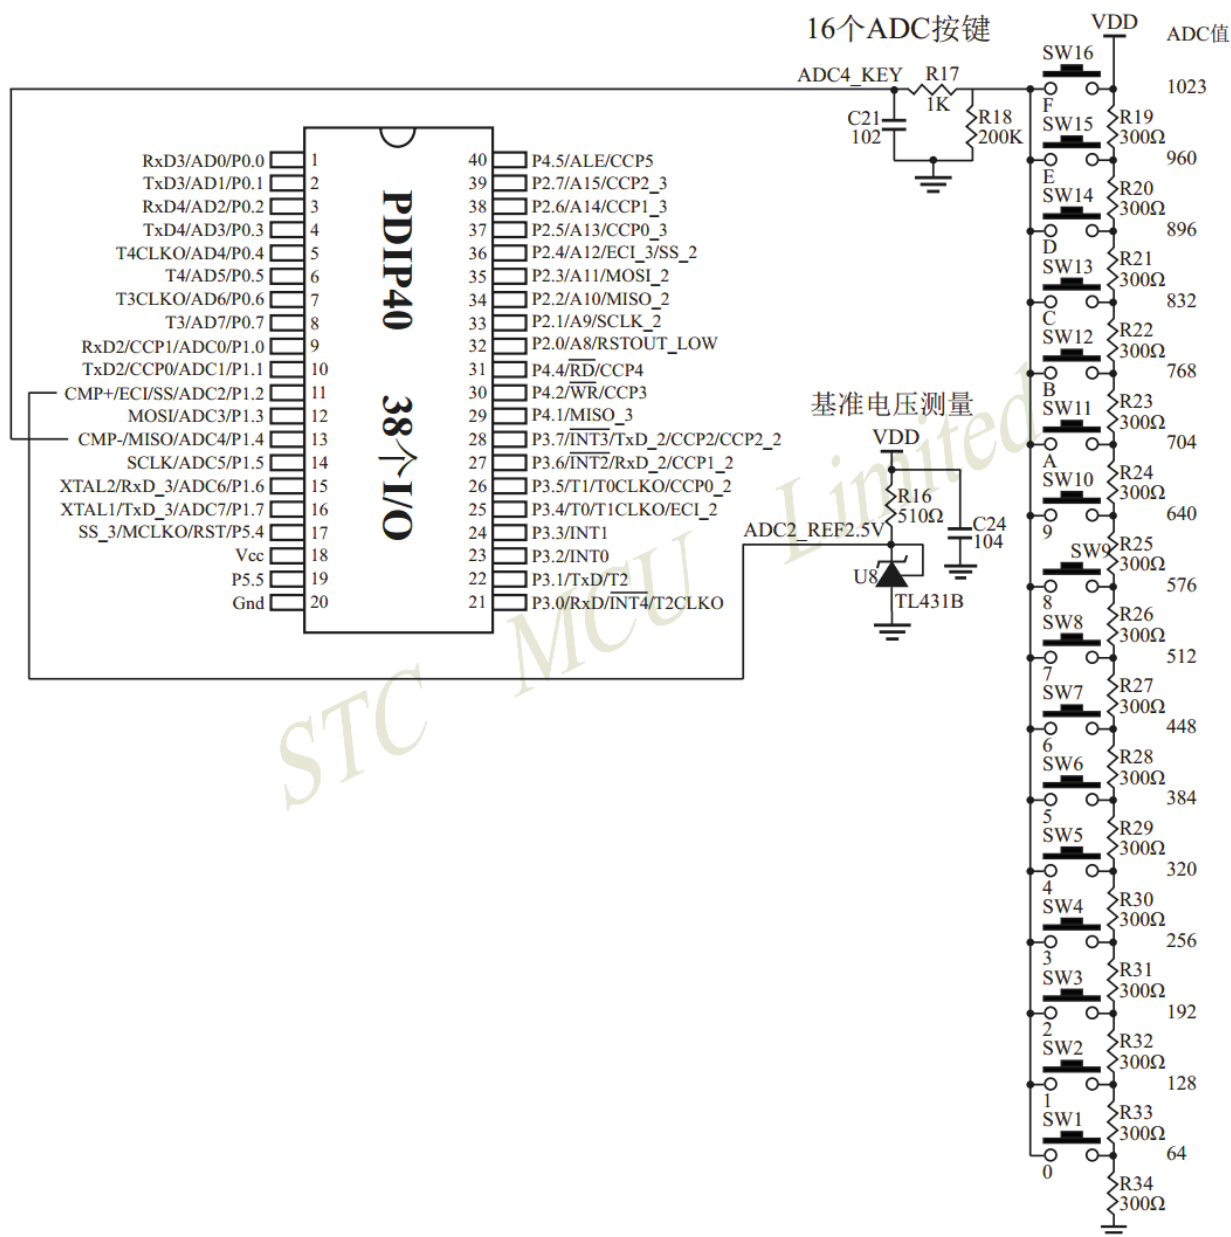 16个ADC按键
VDD
ADC值
ADC4_KEY
R17
1K
C21
102
R18
200K
SW16
F
1023
R19
300Ω
SW15
E
960
R20
300Ω
SW14
D
896
R21
300Ω
SW13
C
832
R22
300Ω
SW12
B
768
R23
300Ω
SW11
A
704
R24
300Ω
SW10
9
640
R25
300Ω
SW9
8
576
R26
300Ω
SW8
7
512
R27
300Ω
SW7
6
448
R28
300Ω
SW6
5
384
R29
300Ω
SW5
4
320
R30
300Ω
SW4
3
256
R31
300Ω
SW3
2
192
R32
300Ω
SW2
1
128
R33
300Ω
SW1
0
64
R34
300Ω
PDIP40 38个I/O
RxD3/AD0/P0.0 1
TxD3/AD1/P0.1 2
RxD4/AD2/P0.2 3
TxD4/AD3/P0.3 4
T4CLKO/AD4/P0.4 5
T4/AD5/P0.5 6
T3CLKO/AD6/P0.6 7
T3/AD7/P0.7 8
RxD2/CCP1/ADC0/P1.0 9
TxD2/CCP0/ADC1/P1.1 10
CMP+/ECI/SS/ADC2/P1.2 11
MOSI/ADC3/P1.3 12
CMP-/MISO/ADC4/P1.4 13
SCLK/ADC5/P1.5 14
XTAL2/RxD_3/ADC6/P1.6 15
XTAL1/TxD_3/ADC7/P1.7 16
SS_3/MCLKO/RST/P5.4 17
Vcc 18
P5.5 19
Gnd 20
40 P4.5/ALE/CCP5
39 P2.7/A15/CCP2_3
38 P2.6/A14/CCP1_3
37 P2.5/A13/CCP0_3
36 P2.4/A12/ECI_3/SS_2
35 P2.3/A11/MOSI_2
34 P2.2/A10/MISO_2
33 P2.1/A9/SCLK_2
32 P2.0/A8/RSTOUT_LOW
31 P4.4/RD/CCP4
30 P4.2/WR/CCP3
29 P4.1/MISO_3
28 P3.7/INT3/TxD_2/CCP2/CCP2_2
27 P3.6/INT2/RxD_2/CCP1_2
26 P3.5/T1/T0CLKO/CCP0_2
25 P3.4/T0/T1CLKO/ECI_2
24 P3.3/INT1
23 P3.2/INT0
22 P3.1/TxD/T2
21 P3.0/RxD/INT4/T2CLKO
基准电压测量
VDD
R16
510Ω
C24
104
ADC2_REF2.5V
U8
TL431B
STC MCU Limited